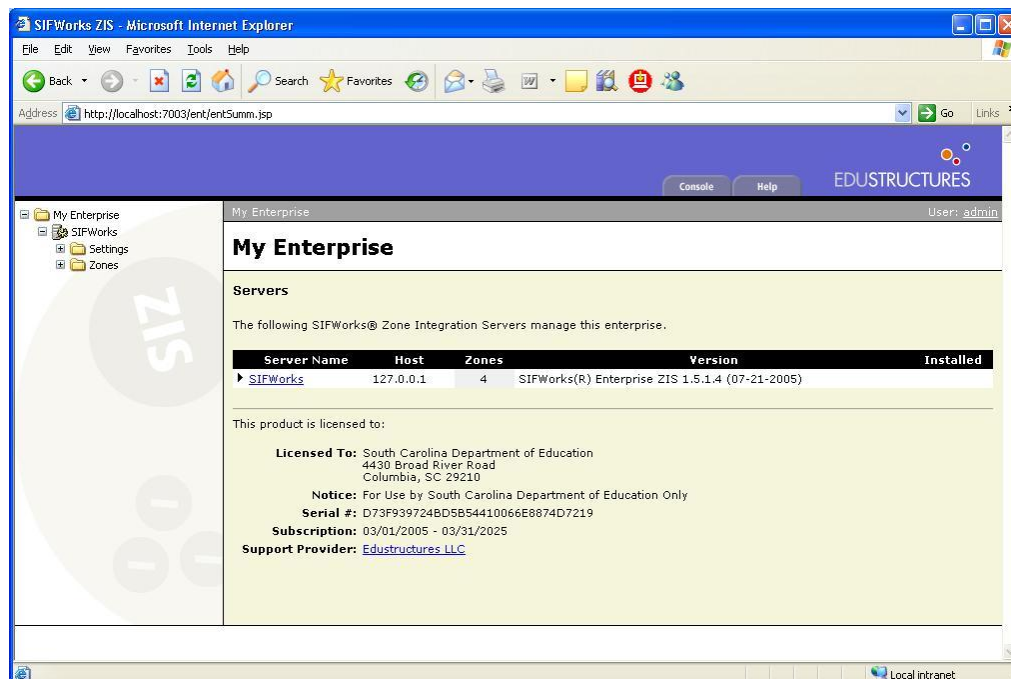 SIFWorks ZIS - Microsoft Internet Explorer
File Edit View Favorites Tools Help
Back Search Favorites
Address http://localhost:7003/ent/entSumm.jsp Go Links
Console Help EDUSTRUCTURES
My Enterprise
SIFWorks
Settings
Zones
ZIS
My Enterprise User: admin
My Enterprise
Servers
The following SIFWorks® Zone Integration Servers manage this enterprise.
Server Name Host Zones Version Installed
SIFWorks 127.0.0.1 4 SIFWorks(R) Enterprise ZIS 1.5.1.4 (07-21-2005)
This product is licensed to:
Licensed To: South Carolina Department of Education
4430 Broad River Road
Columbia, SC 29210
Notice: For Use by South Carolina Department of Education Only
Serial #: D73F939724BD5B54410066E8874D7219
Subscription: 03/01/2005 - 03/31/2025
Support Provider: Edustructures LLC
Local intranet